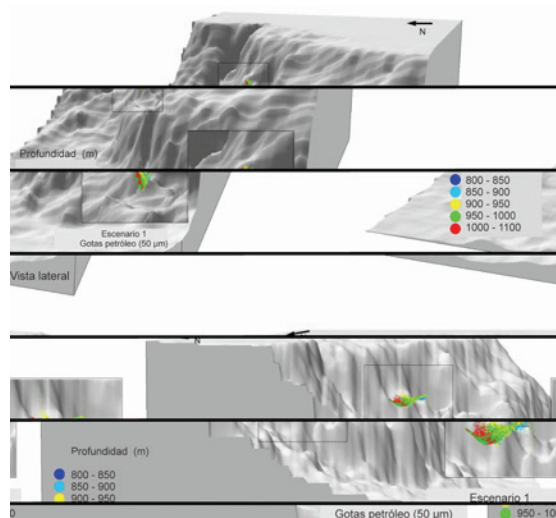 N
Profundidad (m)
800 - 850
850 - 900
900 - 950
950 - 1000
1000 - 1100
Escenario 1
Gotas petróleo (50 µm)
Vista lateral
N
Profundidad (m)
800 - 850
850 - 900
900 - 950
Escenario 1
Gotas petróleo (50 µm)